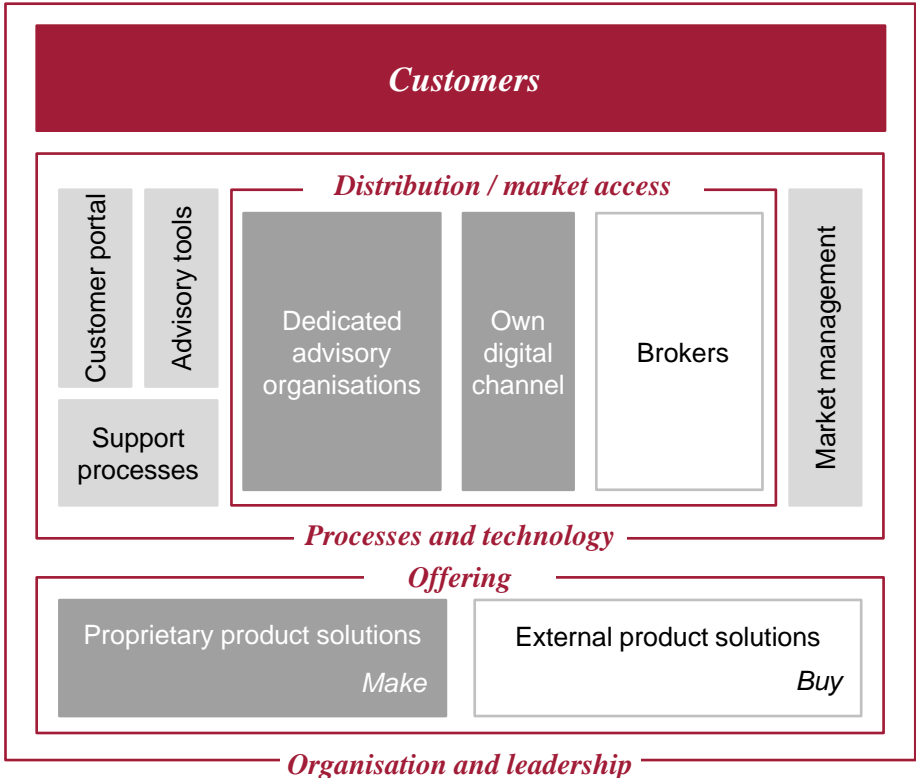 Customers
Distribution / market access
Customer portal
Advisory tools
Support
processes
Dedicated
advisory
organisations
Own
digital
channel
Brokers
Market management
Processes and technology
Offering
Proprietary product solutions
Make
External product solutions
Buy
Organisation and leadership